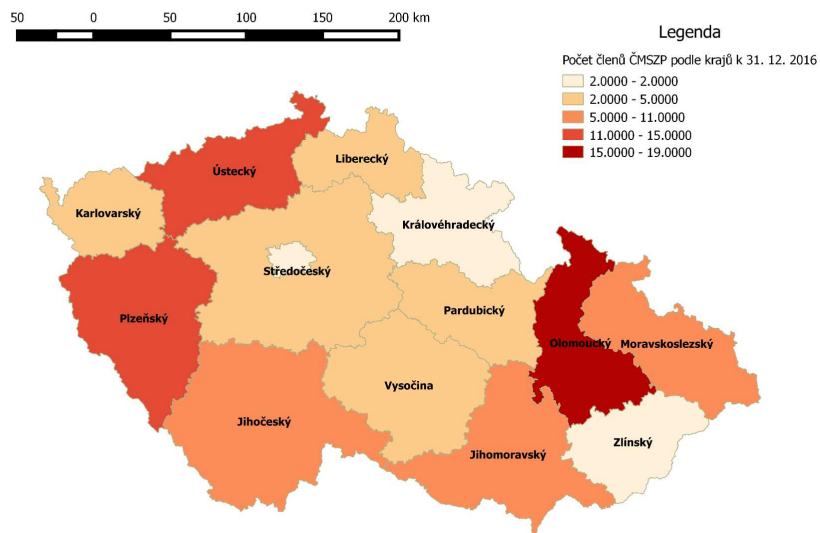 50 0 50 100 150 200 km
Legenda
Počet členů ČMSZP podle krajů k 31. 12. 2016
2.0000 - 2.0000
2.0000 - 5.0000
5.0000 - 11.0000
11.0000 - 15.0000
15.0000 - 19.0000
Liberecký
Ústecký
Karlovarský
Královéhradecký
Středočeský
Pardubický
Plzeňský
Olomoucký
Moravskoslezský
Vysočina
Jihočeský
Zlínský
Jihomoravský